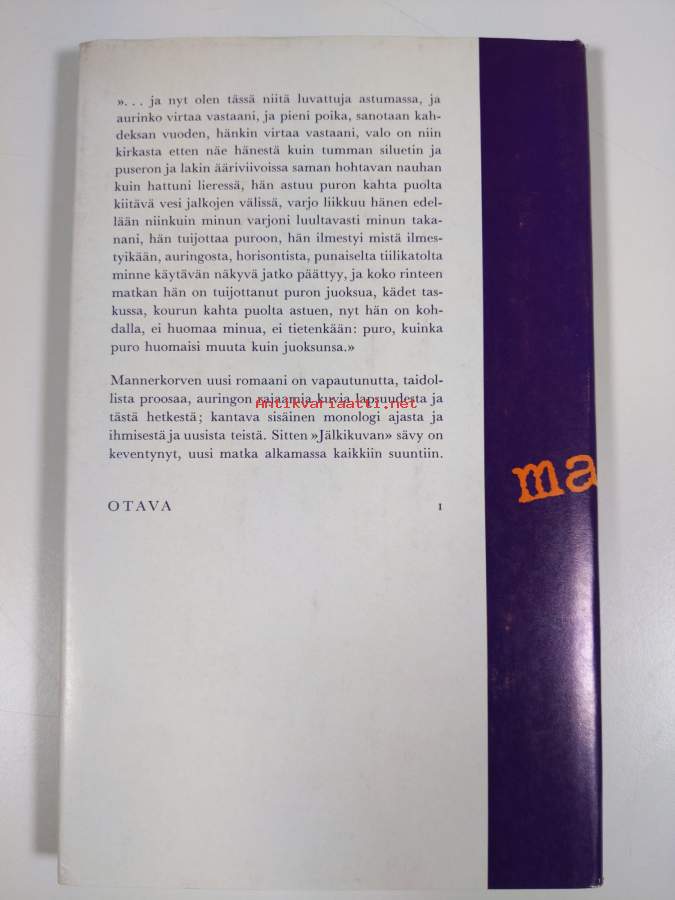 ». . . ja nyt olen tässä niitä luvattuja astumassa, ja
aurinko virtaa vastaani, ja pieni poika, sanotaan kah-
deksan vuoden, hänkin virtaa vastaani, valo on niin
kirkasta etten näe hänestä kuin tumman siluetin ja
puseron ja lakin ääriviivoissa saman hohtavan nauhan
kuin hattuni lieressä, hän astuu puron kahta puolta
kiitävä vesi jalkojen välissä, varjo liikkuu hänen edel-
lään niinkuin minun varjoni luultavasti minun taka-
nani, hän tuijottaa puroon, hän ilmestyi mistä ilmes-
tyikään, auringosta, horisontista, punaiselta tiilikatolta
minne käytävän näkyvä jatko päättyy, ja koko rinteen
matkan hän on tuijottanut puron juoksua, kädet tas-
kussa, kourun kahta puolta astuen, nyt hän on koh-
dalla, ei huomaa minua, ei tietenkään: puro, kuinka
puro huomaisi muuta kuin juoksunsa.»
Mannerkorven uusi romaani on vapautunutta, taidol-
lista proosaa, auringon rajaamia kuvia lapsuudesta ja
Antikvariaatti.net
tästä hetkestä; kantava sisäinen monologi ajasta ja
ihmisestä ja uusista teistä. Sitten »Jälkikuvan» sävy on
keventynyt, uusi matka alkamassa kaikkiin suuntiin.
OTAVA 1
ma